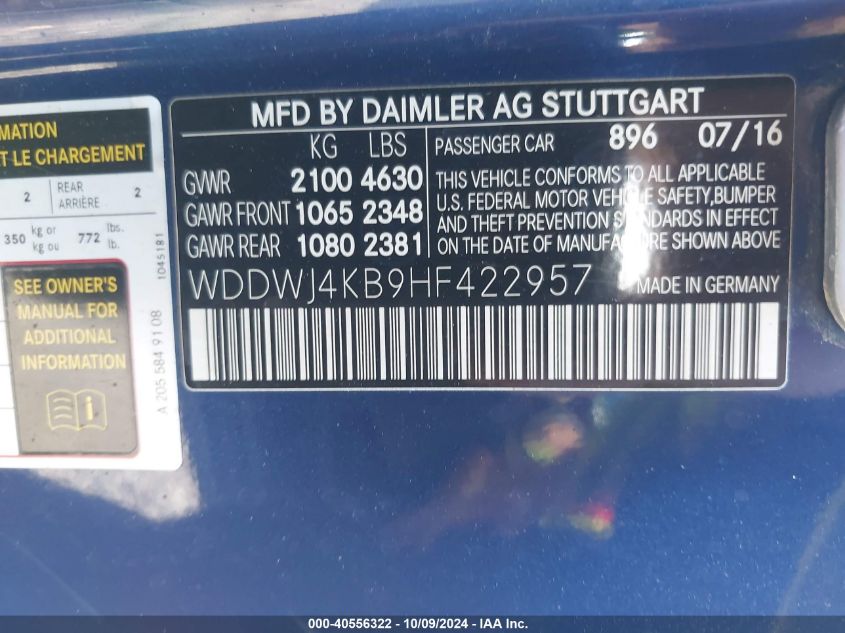 RMATION
T LE CHARGEMENT
2 REAR ARRIÈRE 2
350 kg or kg ou 772 lbs. lb.
SEE OWNER'S
MANUAL FOR
ADDITIONAL
INFORMATION
1045181
A 205 584 91 08
MFD BY DAIMLER AG STUTTGART
KG LBS PASSENGER CAR 896 07/16
GVWR 2100 4630
GAWR FRONT 1065 2348
GAWR REAR 1080 2381
THIS VEHICLE CONFORMS TO ALL APPLICABLE
U.S. FEDERAL MOTOR VEHICLE SAFETY,BUMPER
AND THEFT PREVENTION STANDARDS IN EFFECT
ON THE DATE OF MANUFACTURE SHOWN ABOVE
WDDWJ4KB9HF422957 MADE IN GERMANY
000-40556322 - 10/09/2024 - IAA Inc.